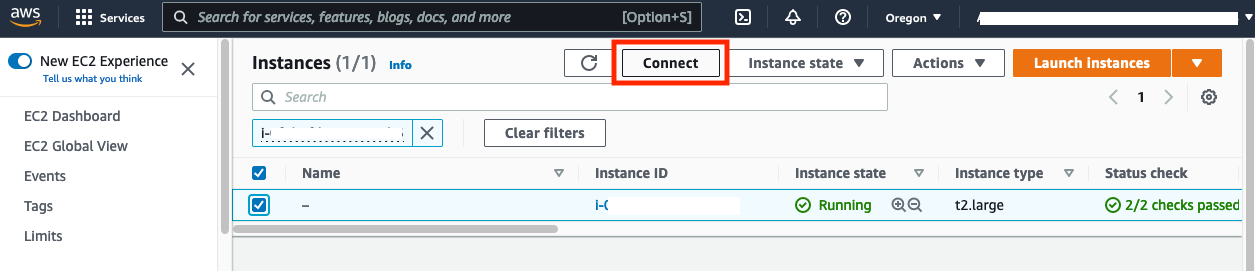 aws Services Search for services, features, blogs, docs, and more [Option+S] Oregon
New EC2 Experience
Tell us what you think
EC2 Dashboard
EC2 Global View
Events
Tags
Limits
Instances (1/1) Info Connect Instance state Actions Launch instances
Search 1
Clear filters
Name Instance ID Instance state Instance type Status check
– Running t2.large 2/2 checks passed